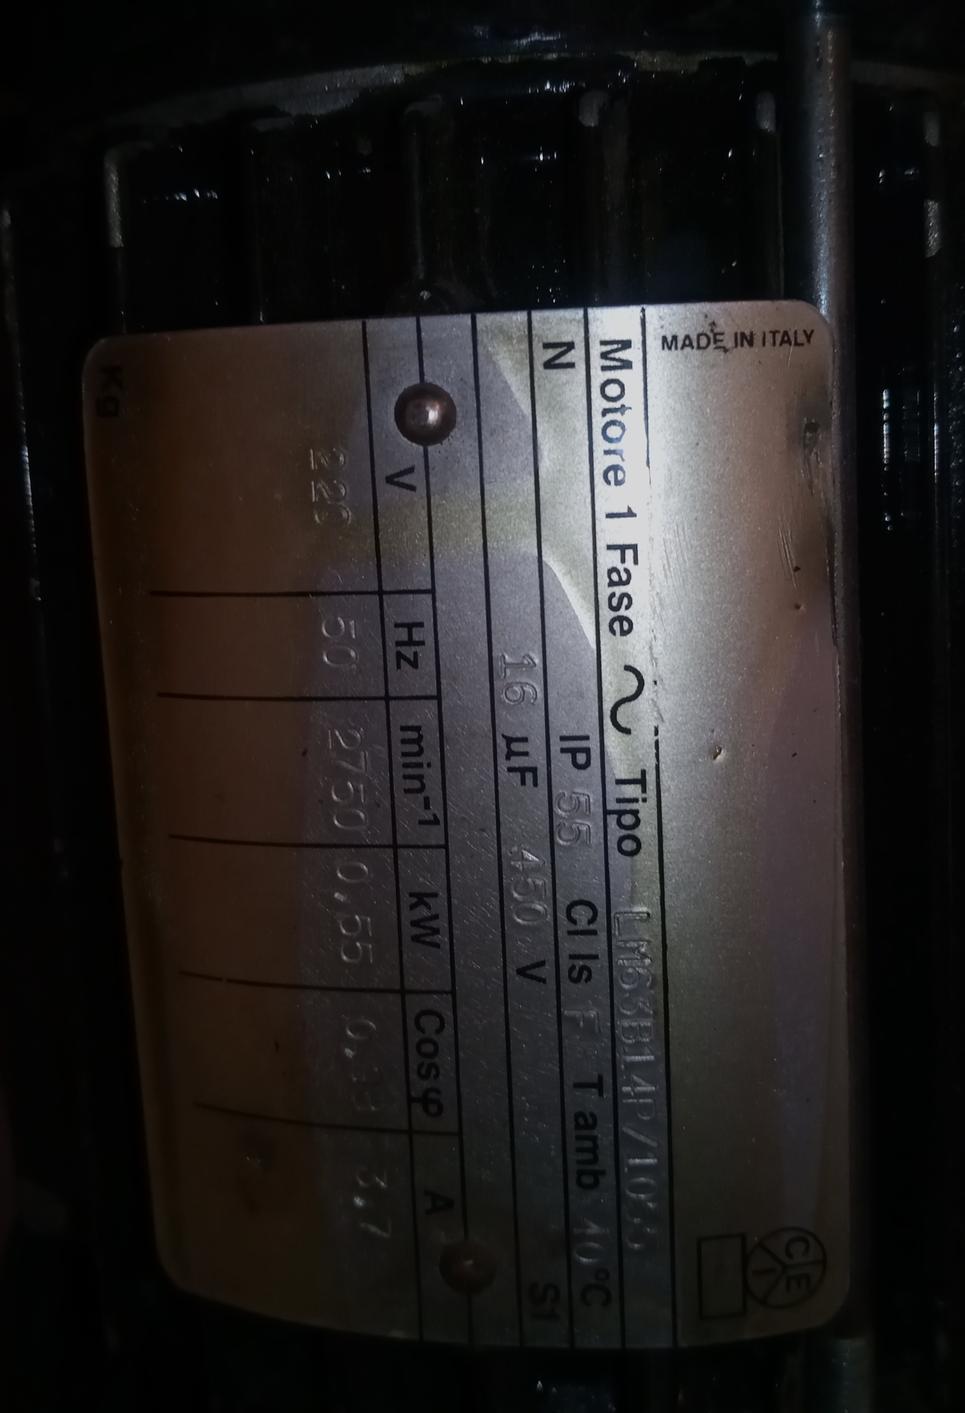 MADE IN ITALY
CEI
Motore 1 Fase ∿ Tipo
N IP 55 Cl Is F T amb 40°C
16 µF 450 V S1
V Hz min⁻¹ kW Cosφ A
220 50 2750 0,55 3,7
Kg